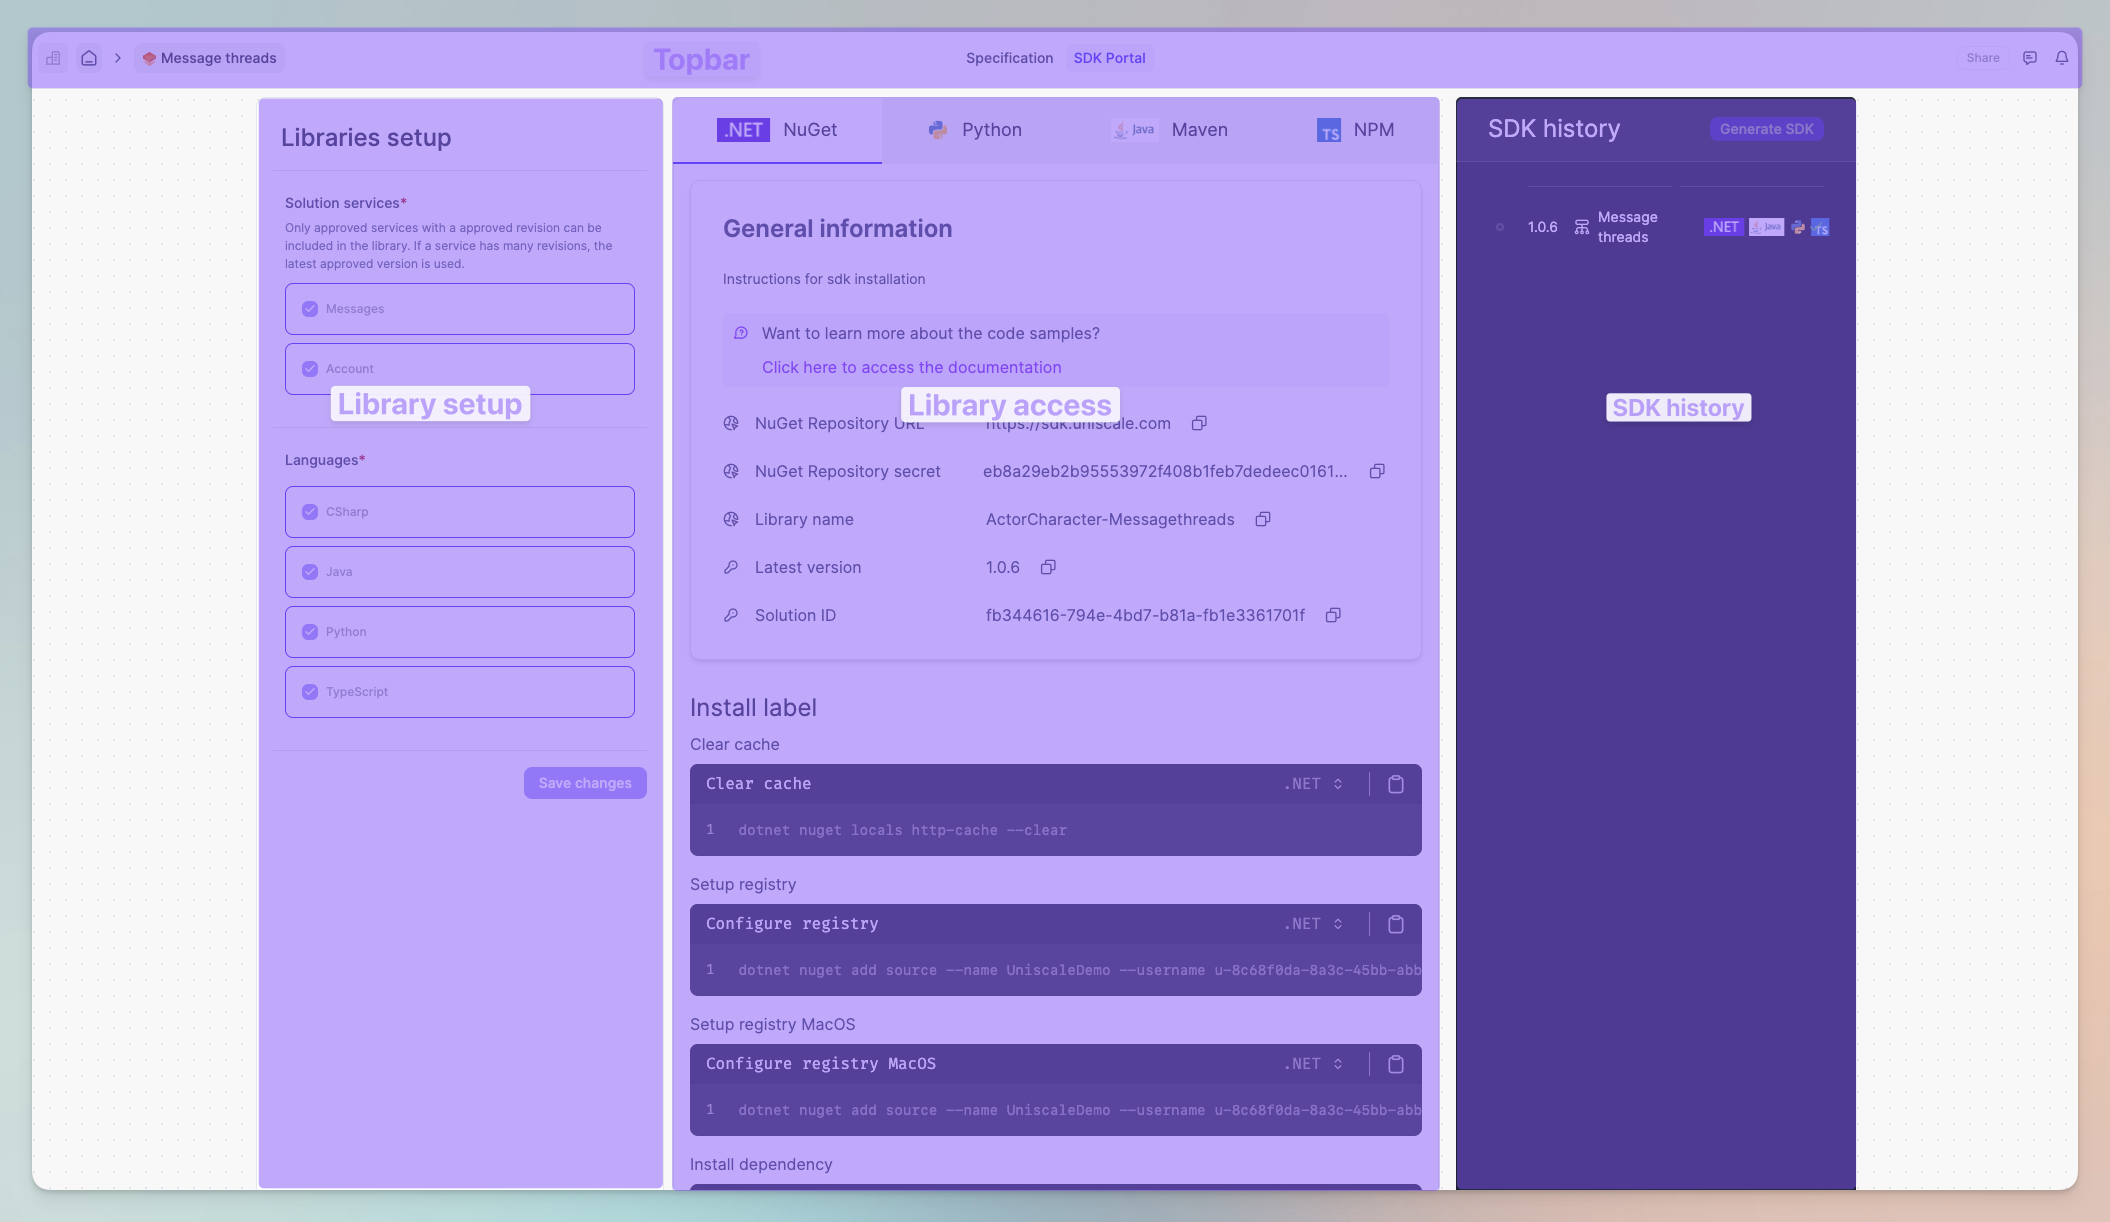 Message threads
Topbar
Specification
SDK Portal
Share
Libraries setup
Solution services*
Only approved services with a approved revision can be
included in the library. If a service has many revisions, the
latest approved version is used.
Messages
Account
Library setup
Languages*
CSharp
Java
Python
TypeScript
Save changes
.NET NuGet
Python
Java Maven
TS NPM
General information
Instructions for sdk installation
Want to learn more about the code samples?
Click here to access the documentation
Library access
NuGet Repository URL https://sdk.uniscale.com
NuGet Repository secret eb8a29eb2b95553972f408b1feb7dedeec0161...
Library name ActorCharacter-Messagethreads
Latest version 1.0.6
Solution ID fb344616-794e-4bd7-b81a-fb1e3361701f
Install label
Clear cache
Clear cache .NET
1 dotnet nuget locals http-cache --clear
Setup registry
Configure registry .NET
1 dotnet nuget add source --name UniscaleDemo --username u-8c68f0da-8a3c-45bb-abb
Setup registry MacOS
Configure registry MacOS .NET
1 dotnet nuget add source --name UniscaleDemo --username u-8c68f0da-8a3c-45bb-abb
Install dependency
SDK history
Generate SDK
1.0.6
Message
threads
.NET Java TS
SDK history